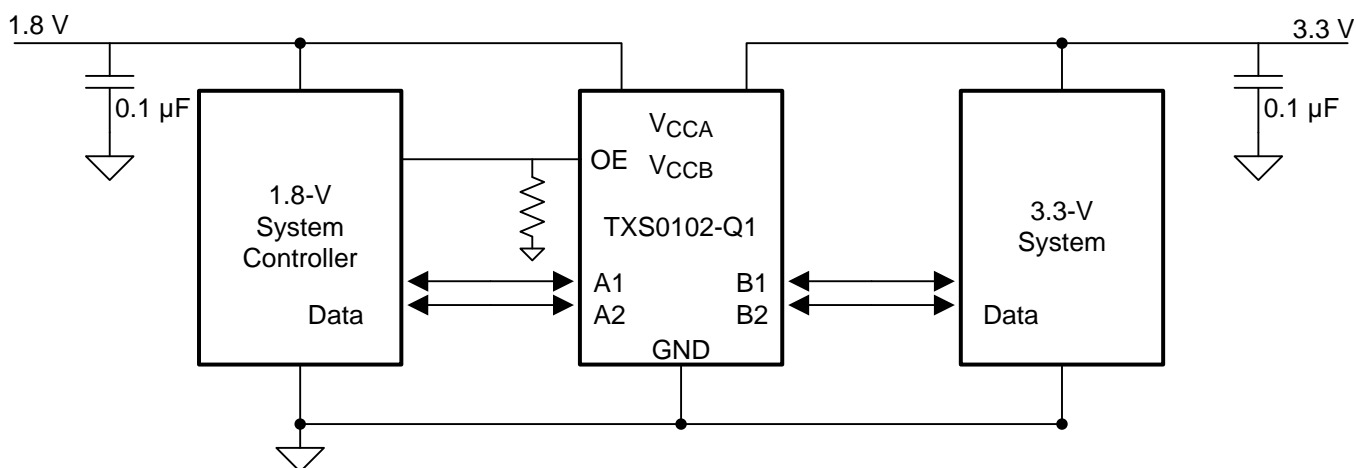 1.8 V
3.3 V
0.1 µF
0.1 µF
VCCA
OE
VCCB
1.8-V
System
Controller
TXS0102-Q1
3.3-V
System
A1
B1
A2
B2
Data
Data
GND